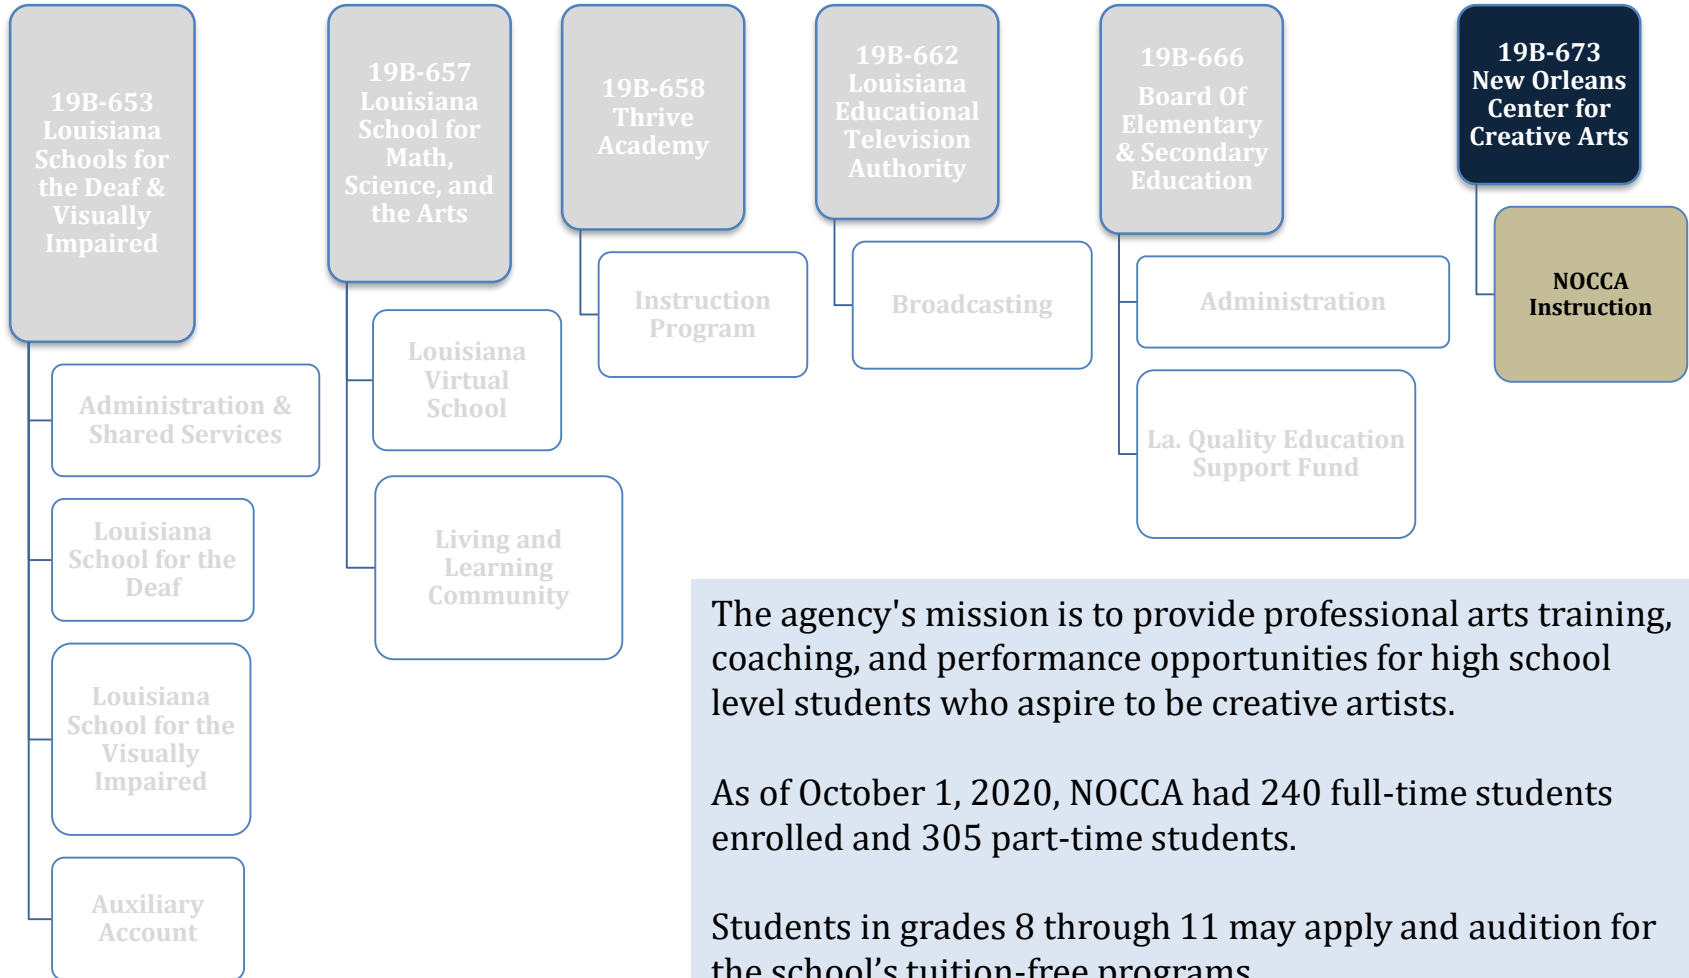 19B-653
Louisiana
Schools for
the Deaf &
Visually
Impaired
Administration &
Shared Services
Louisiana
School for the
Deaf
Louisiana
School for the
Visually
Impaired
Auxiliary
Account
19B-657
Louisiana
School for
Math,
Science, and
the Arts
Louisiana
Virtual
School
Living and
Learning
Community
19B-658
Thrive
Academy
Instruction
Program
19B-662
Louisiana
Educational
Television
Authority
Broadcasting
19B-666
Board Of
Elementary
& Secondary
Education
Administration
La. Quality Education
Support Fund
19B-673
New Orleans
Center for
Creative Arts
NOCCA
Instruction
The agency's mission is to provide professional arts training,
coaching, and performance opportunities for high school
level students who aspire to be creative artists.
As of October 1, 2020, NOCCA had 240 full-time students
enrolled and 305 part-time students.
Students in grades 8 through 11 may apply and audition for
the school’s tuition-free programs